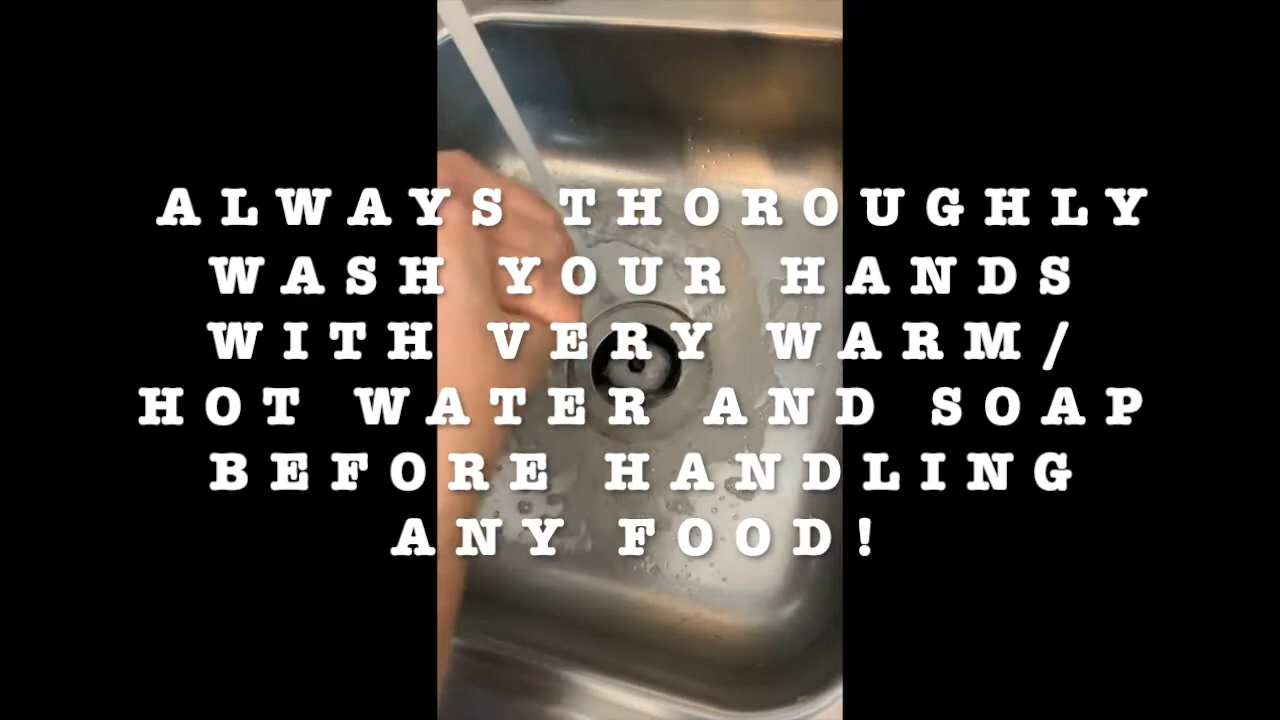 ALWAYS THOROUGHLY
WASH YOUR HANDS
WITH VERY WARM/
HOT WATER AND SOAP
BEFORE HANDLING
ANY FOOD!